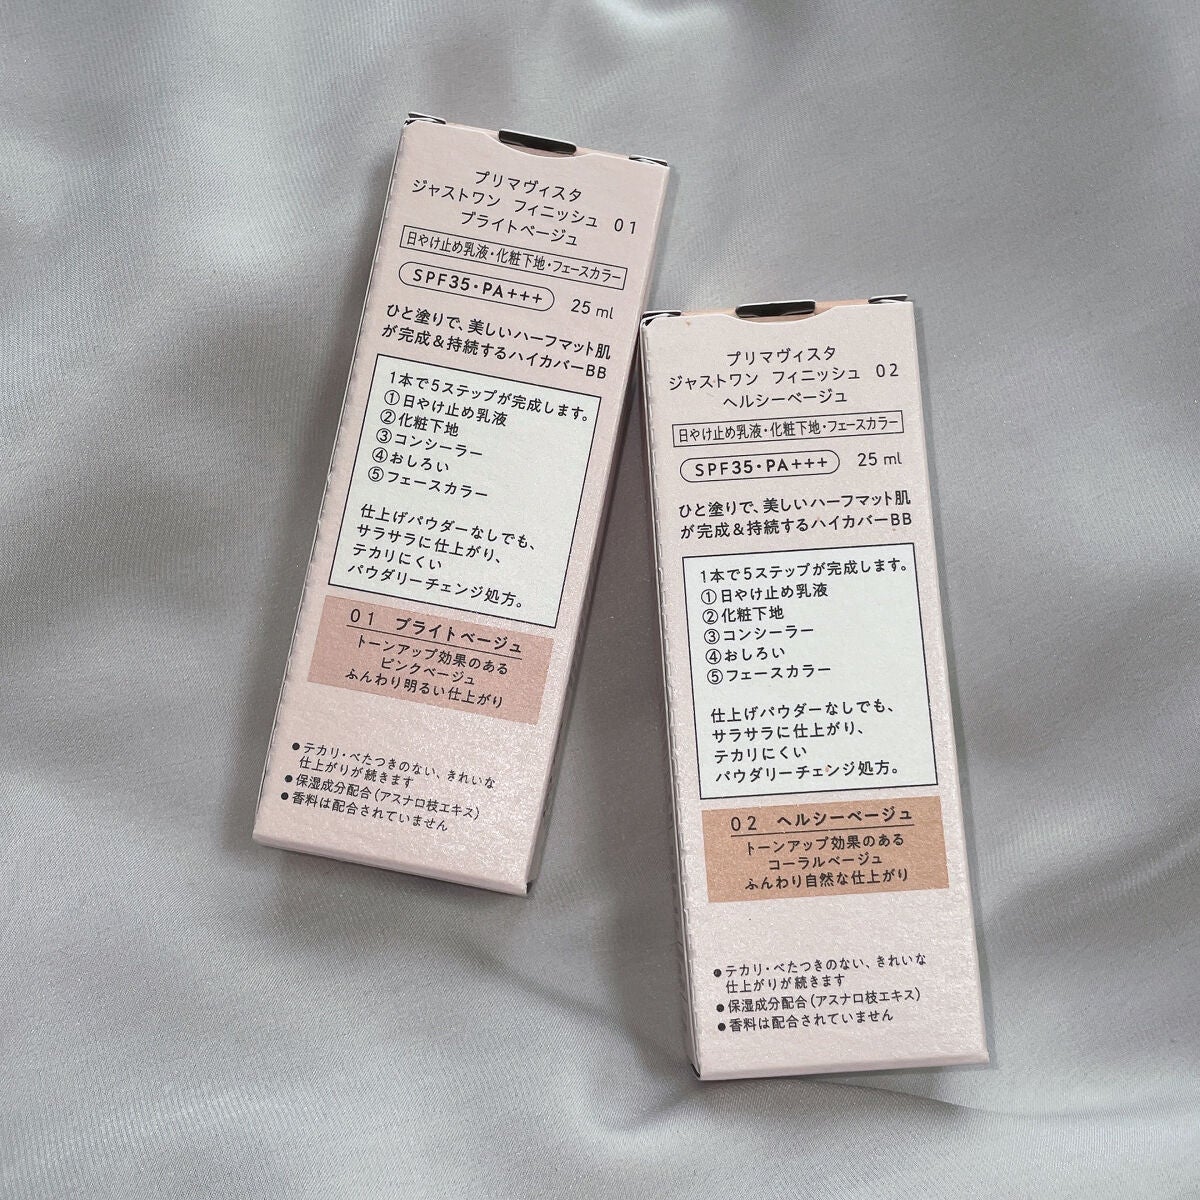 プリマヴィスタ
ジャストワン フィニッシュ 01
ブライトベージュ
日やけ止め乳液・化粧下地・フェースカラー
SPF35・PA+++ 25 ml
ひと塗りで、美しいハーフマット肌
が完成&持続するハイカバーBB
1本で5ステップが完成します。
①日やけ止め乳液
②化粧下地
③コンシーラー
④おしろい
⑤フェースカラー
仕上げパウダーなしでも、
サラサラに仕上がり、
テカリにくい
パウダリーチェンジ処方。
01 ブライトベージュ
トーンアップ効果のある
ピンクベージュ
ふんわり明るい仕上がり
●テカリ・べたつきのない、きれいな
仕上がりが続きます
●保湿成分配合(アスナロ枝エキス)
●香料は配合されていません
プリマヴィスタ
ジャストワン フィニッシュ 02
ヘルシーベージュ
日やけ止め乳液・化粧下地・フェースカラー
SPF35・PA+++ 25 ml
ひと塗りで、美しいハーフマット肌
が完成&持続するハイカバーBB
1本で5ステップが完成します。
①日やけ止め乳液
②化粧下地
③コンシーラー
④おしろい
⑤フェースカラー
仕上げパウダーなしでも、
サラサラに仕上がり、
テカリにくい
パウダリーチェンジ処方。
02 ヘルシーベージュ
トーンアップ効果のある
コーラルベージュ
ふんわり自然な仕上がり
●テカリ・べたつきのない、きれいな
仕上がりが続きます
●保湿成分配合(アスナロ枝エキス)
●香料は配合されていません